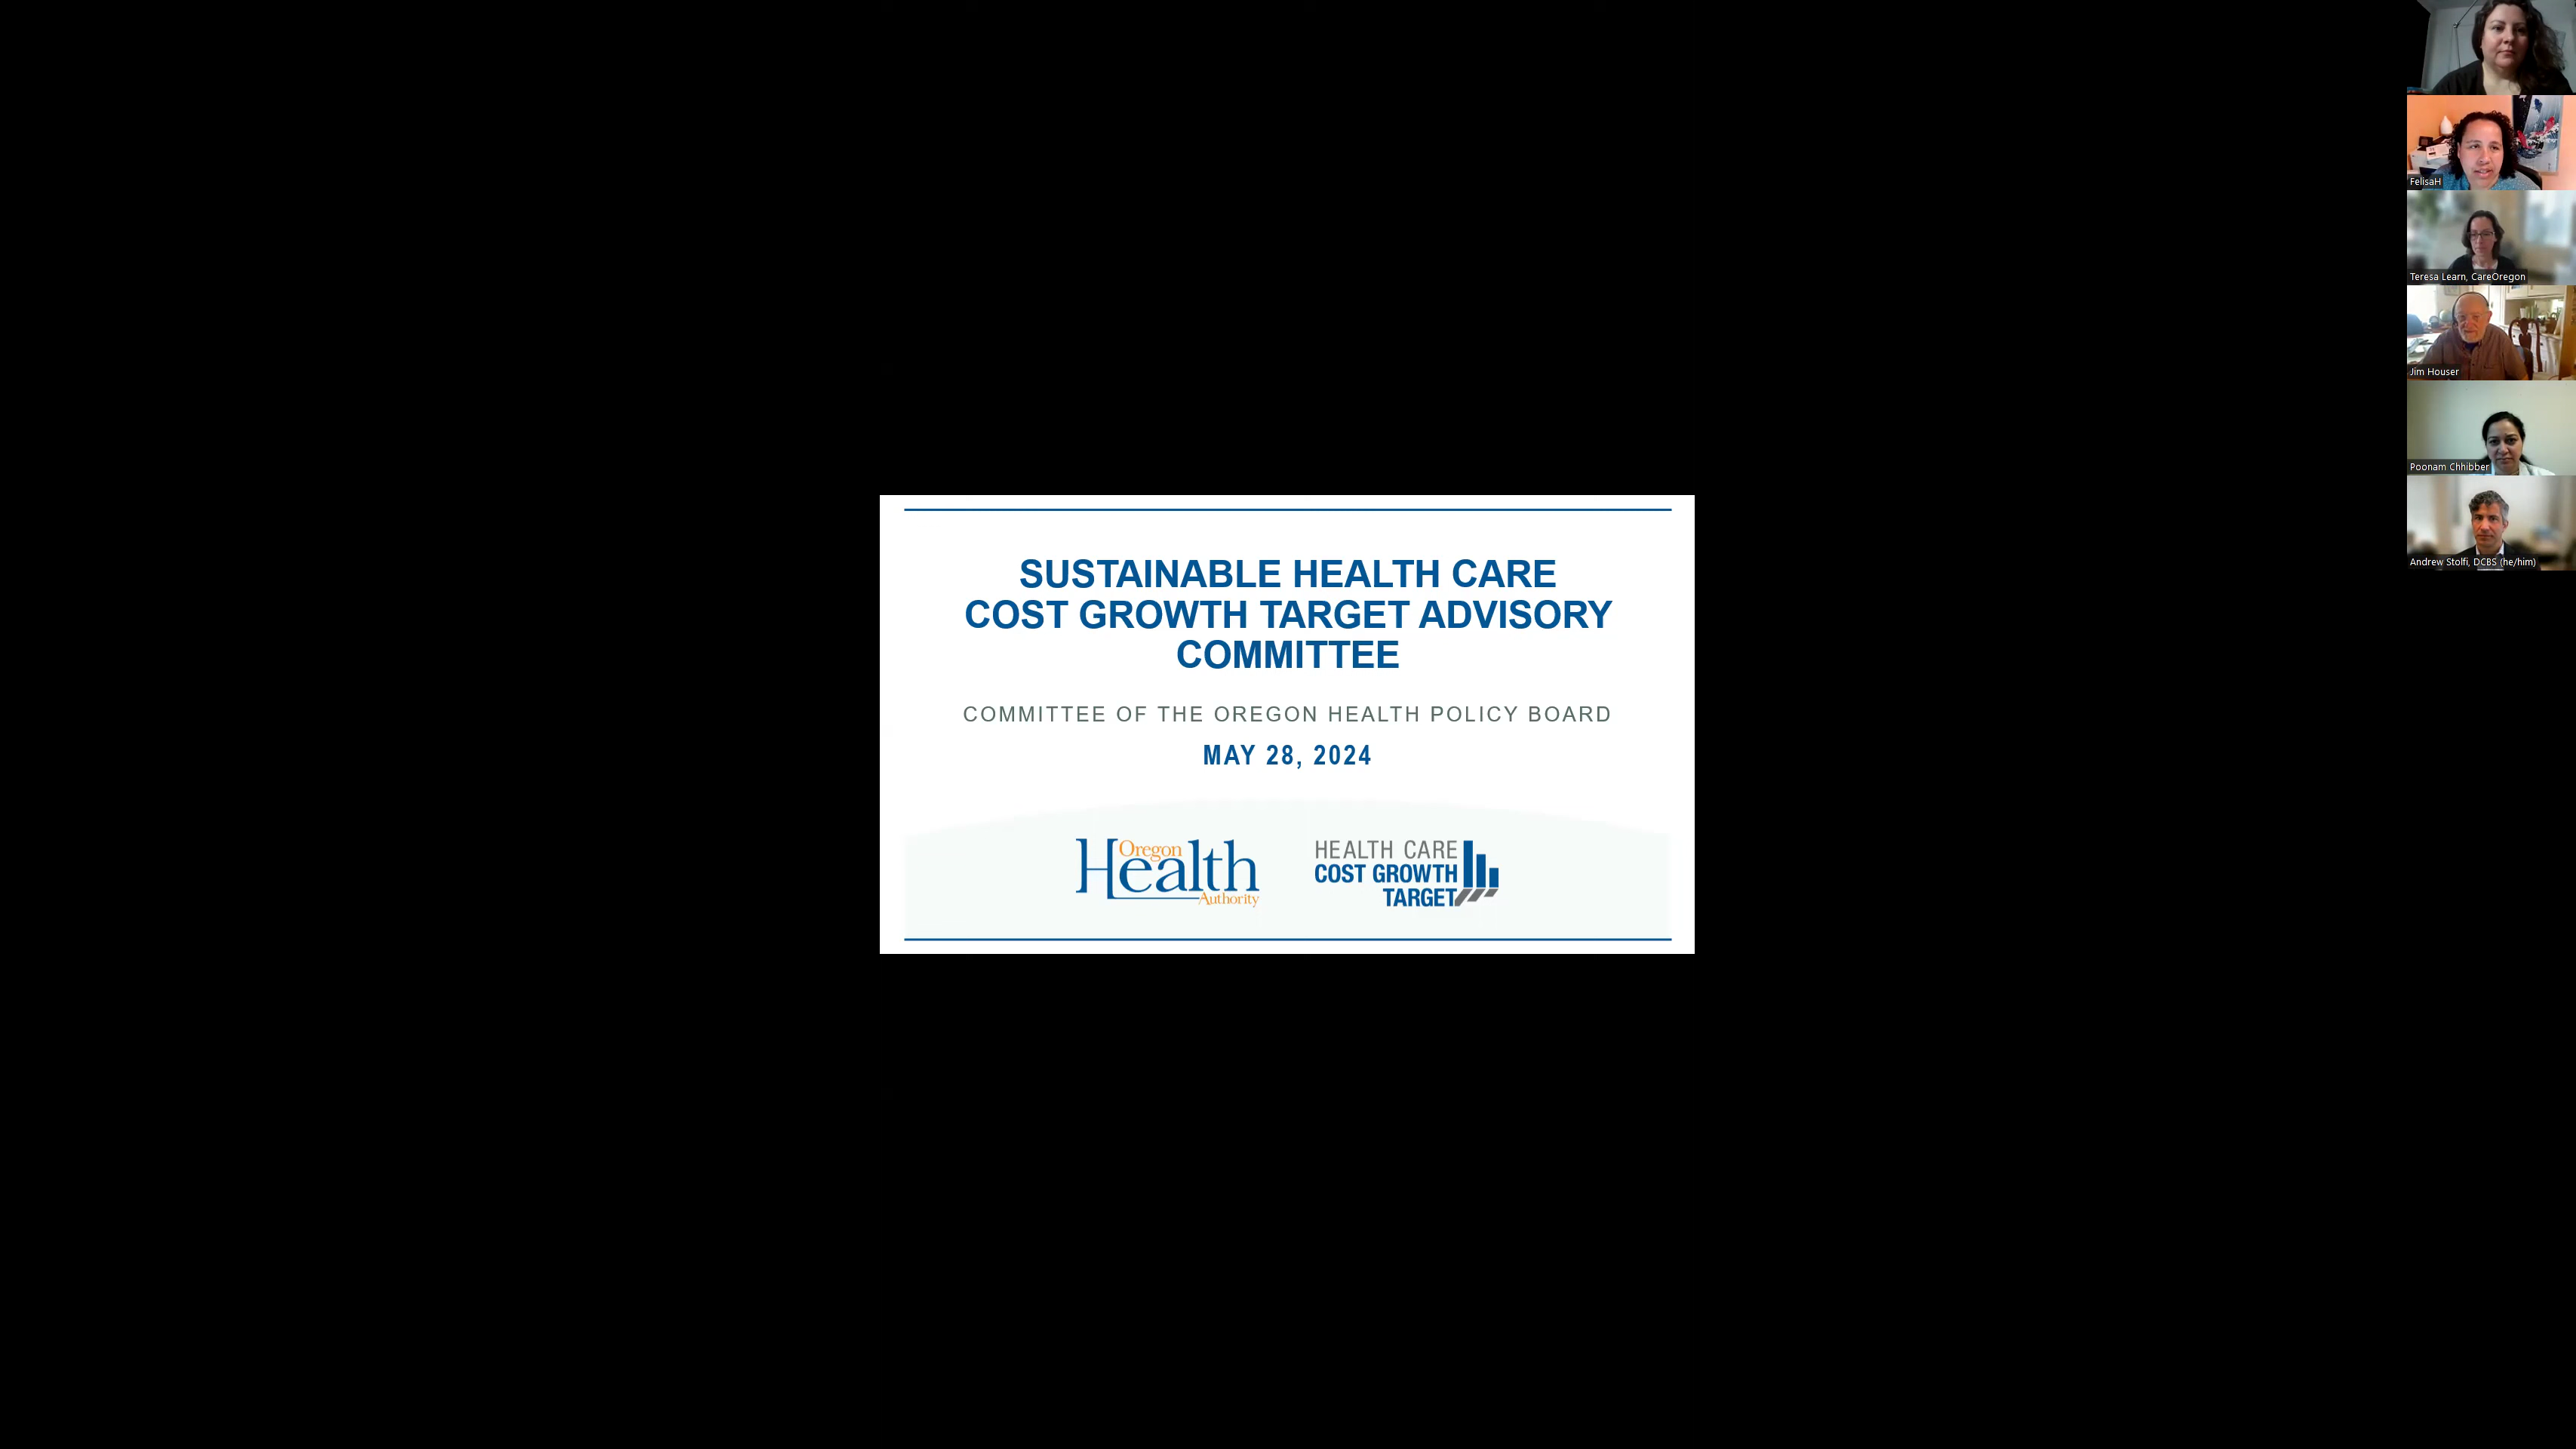 SUSTAINABLE HEALTH CARE
COST GROWTH TARGET ADVISORY
COMMITTEE
COMMITTEE OF THE OREGON HEALTH POLICY BOARD
MAY 28, 2024
Oregon
Health
Authority
HEALTH CARE
COST GROWTH
TARGET
FelisaH
Teresa Learn, CareOregon
Jim Houser
Poonam Chhibber
Andrew Stolfi, DCBS (he/him)